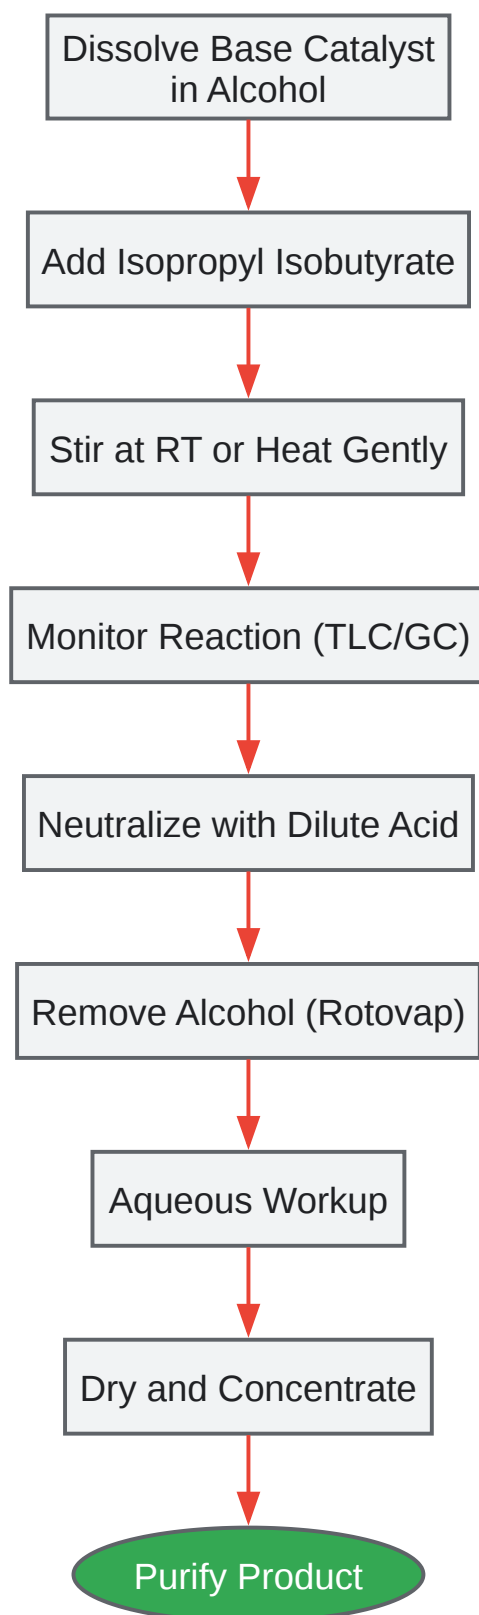 Dissolve Base Catalyst
in Alcohol
Add Isopropyl Isobutyrate
Stir at RT or Heat Gently
Monitor Reaction (TLC/GC)
Neutralize with Dilute Acid
Remove Alcohol (Rotovap)
Aqueous Workup
Dry and Concentrate
Purify Product